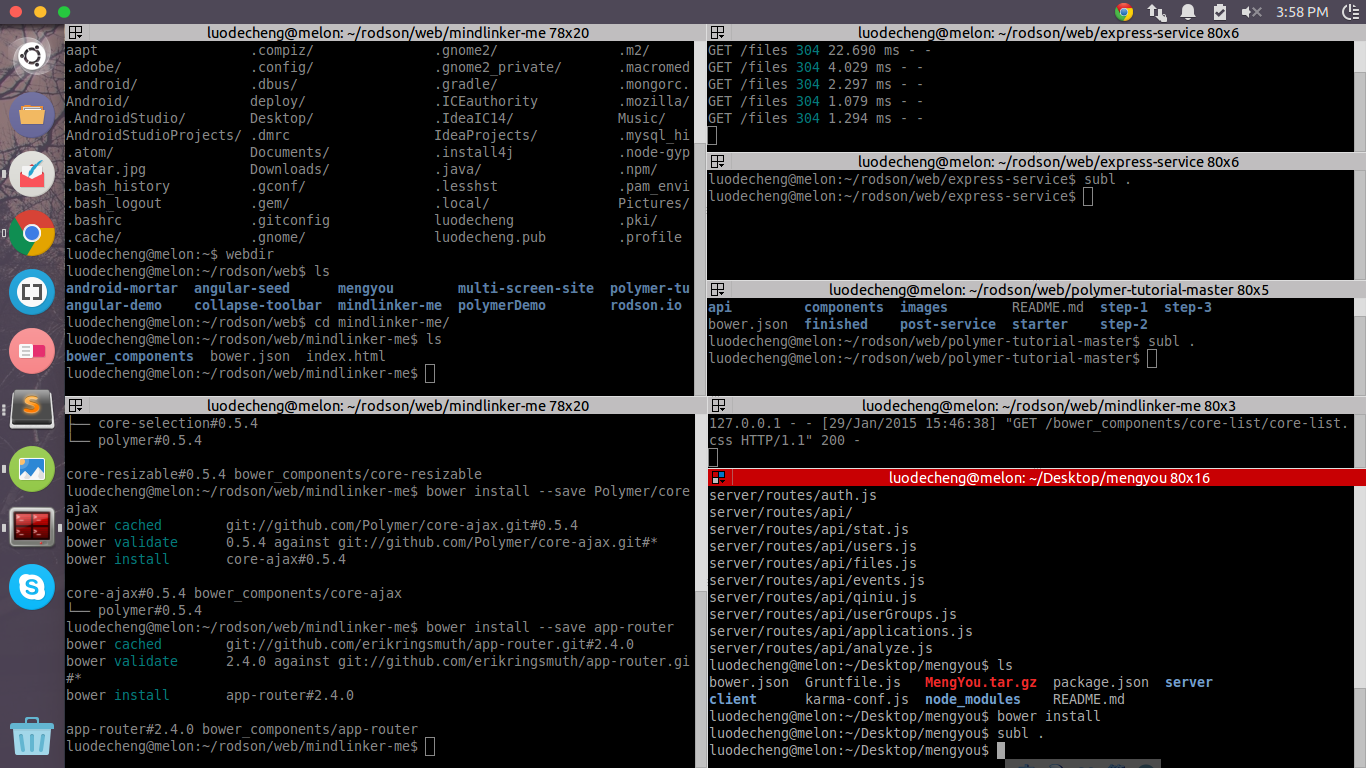 3:58 PM
luodecheng@melon: ~/rodson/web/mindlinker-me 78x20
aapt .compiz/ .gnome2/ .m2/
.adobe/ .config/ .gnome2_private/ .macromed
.android/ .dbus/ .gradle/ .mongorc.
Android/ deploy/ .ICEauthority .mozilla/
.AndroidStudio/ Desktop/ .IdeaIC14/ Music/
AndroidStudioProjects/ .dmrc IdeaProjects/ .mysql_hi
.atom/ Documents/ .install4j .node-gyp
avatar.jpg Downloads/ .java/ .npm/
.bash_history .gconf/ .lesshst .pam_envi
.bash_logout .gem/ .local/ Pictures/
.bashrc .gitconfig luodecheng .pki/
.cache/ .gnome/ luodecheng.pub .profile
luodecheng@melon:~$ webdir
luodecheng@melon:~/rodson/web$ ls
android-mortar angular-seed mengyou multi-screen-site polymer-tu
angular-demo collapse-toolbar mindlinker-me polymerDemo rodson.io
luodecheng@melon:~/rodson/web$ cd mindlinker-me/
luodecheng@melon:~/rodson/web/mindlinker-me$ ls
bower_components bower.json index.html
luodecheng@melon:~/rodson/web/mindlinker-me$
luodecheng@melon: ~/rodson/web/mindlinker-me 78x20
├── core-selection#0.5.4
└── polymer#0.5.4
core-resizable#0.5.4 bower_components/core-resizable
luodecheng@melon:~/rodson/web/mindlinker-me$ bower install --save Polymer/core
ajax
bower cached git://github.com/Polymer/core-ajax.git#0.5.4
bower validate 0.5.4 against git://github.com/Polymer/core-ajax.git#*
bower install core-ajax#0.5.4
core-ajax#0.5.4 bower_components/core-ajax
└── polymer#0.5.4
luodecheng@melon:~/rodson/web/mindlinker-me$ bower install --save app-router
bower cached git://github.com/erikringsmuth/app-router.git#2.4.0
bower validate 2.4.0 against git://github.com/erikringsmuth/app-router.gi
#*
bower install app-router#2.4.0
app-router#2.4.0 bower_components/app-router
luodecheng@melon:~/rodson/web/mindlinker-me$
luodecheng@melon: ~/rodson/web/express-service 80x6
GET /files 304 22.690 ms - -
GET /files 304 4.029 ms - -
GET /files 304 2.297 ms - -
GET /files 304 1.079 ms - -
GET /files 304 1.294 ms - -
luodecheng@melon: ~/rodson/web/express-service 80x6
luodecheng@melon:~/rodson/web/express-service$ subl .
luodecheng@melon:~/rodson/web/express-service$
luodecheng@melon: ~/rodson/web/polymer-tutorial-master 80x5
api components images README.md step-1 step-3
bower.json finished post-service starter step-2
luodecheng@melon:~/rodson/web/polymer-tutorial-master$ subl .
luodecheng@melon:~/rodson/web/polymer-tutorial-master$
luodecheng@melon: ~/rodson/web/mindlinker-me 80x3
127.0.0.1 - - [29/Jan/2015 15:46:38] "GET /bower_components/core-list/core-list.
css HTTP/1.1" 200 -
luodecheng@melon: ~/Desktop/mengyou 80x16
server/routes/auth.js
server/routes/api/
server/routes/api/stat.js
server/routes/api/users.js
server/routes/api/files.js
server/routes/api/events.js
server/routes/api/qiniu.js
server/routes/api/userGroups.js
server/routes/api/applications.js
server/routes/api/analyze.js
luodecheng@melon:~/Desktop/mengyou$ ls
bower.json Gruntfile.js MengYou.tar.gz package.json server
client karma-conf.js node_modules README.md
luodecheng@melon:~/Desktop/mengyou$ bower install
luodecheng@melon:~/Desktop/mengyou$ subl .
luodecheng@melon:~/Desktop/mengyou$